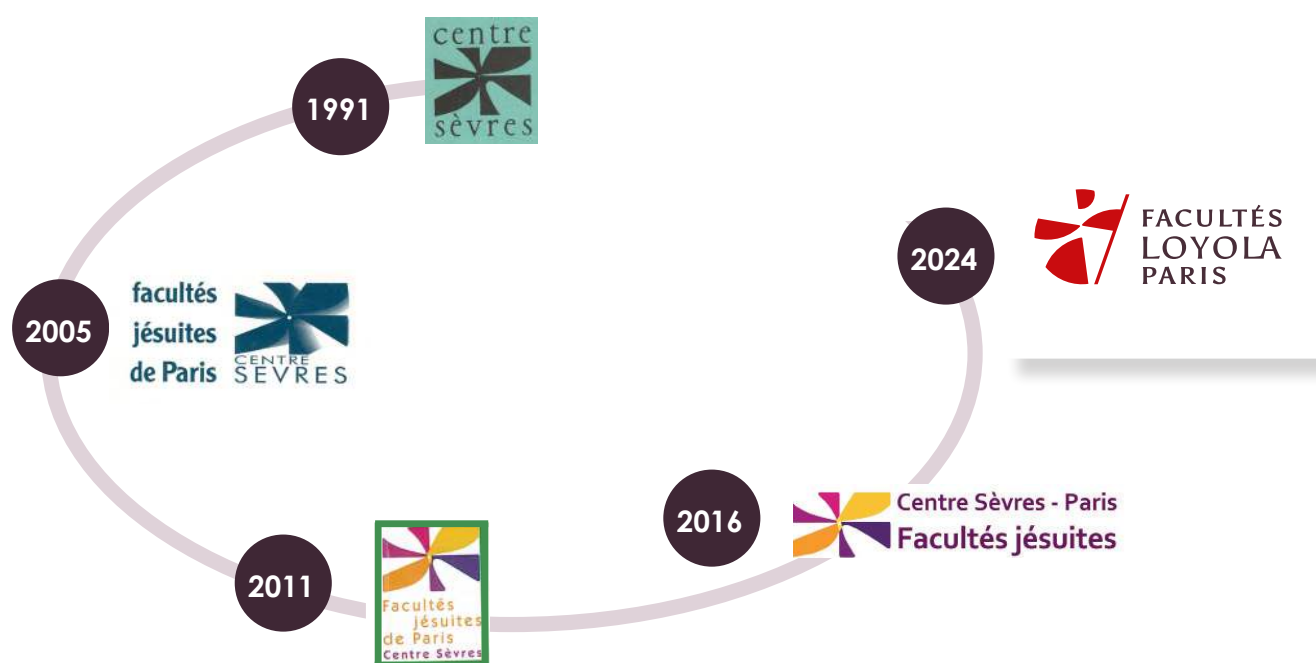 centre
sèvres
1991
2005
facultés
jésuites
de Paris
CENTRE
SEVRES
2011
Facultés
jésuites
de Paris
Centre Sèvres
2016
Centre Sèvres - Paris
Facultés jésuites
2024
FACULTÉS
LOYOLA
PARIS